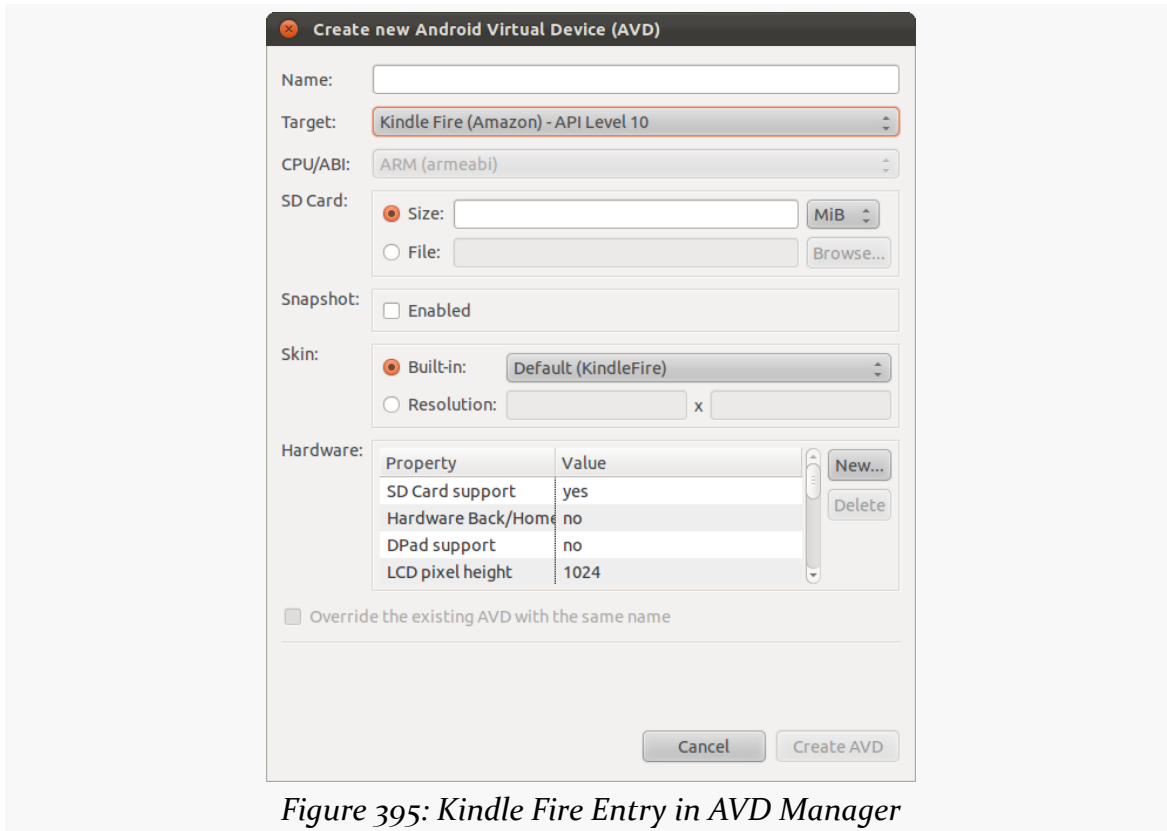 Create new Android Virtual Device (AVD)
Name:
Target: Kindle Fire (Amazon) - API Level 10
CPU/ABI: ARM (armeabi)
SD Card:
Size: MiB
File: Browse...
Snapshot:
Enabled
Skin:
Built-in: Default (KindleFire)
Resolution: x
Hardware:
Property Value New...
SD Card support yes
Delete
Hardware Back/Home no
DPad support no
LCD pixel height 1024
Override the existing AVD with the same name
Cancel Create AVD
Figure 395: Kindle Fire Entry in AVD Manager